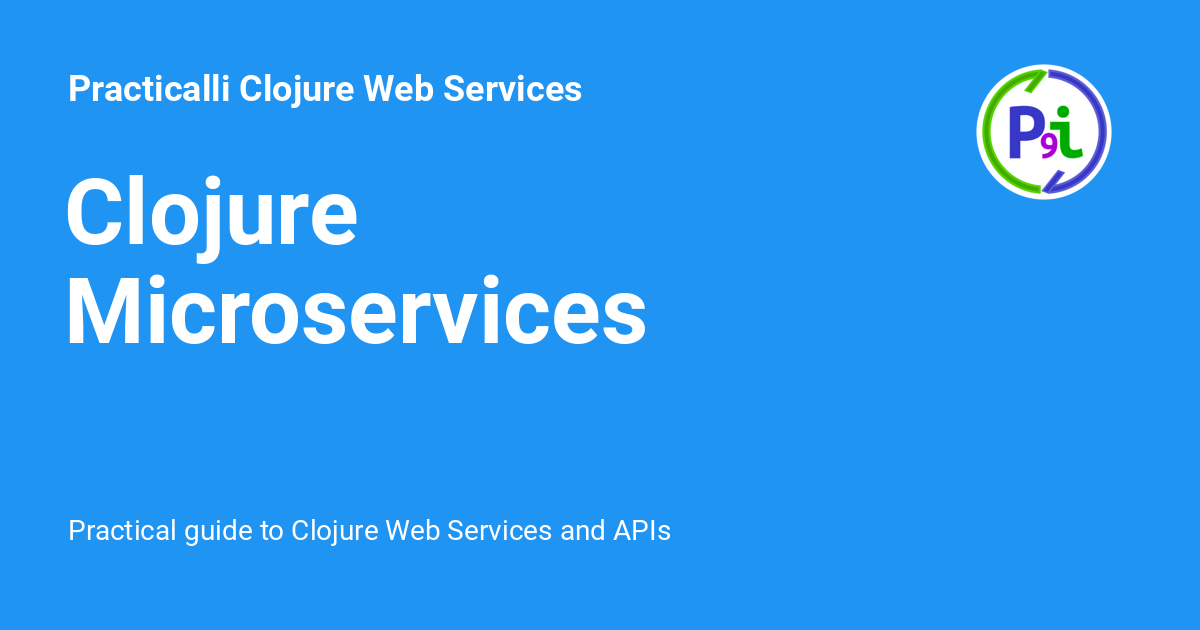 Practicalli Clojure Web Services
P9i
Clojure
Microservices
Practical guide to Clojure Web Services and APIs